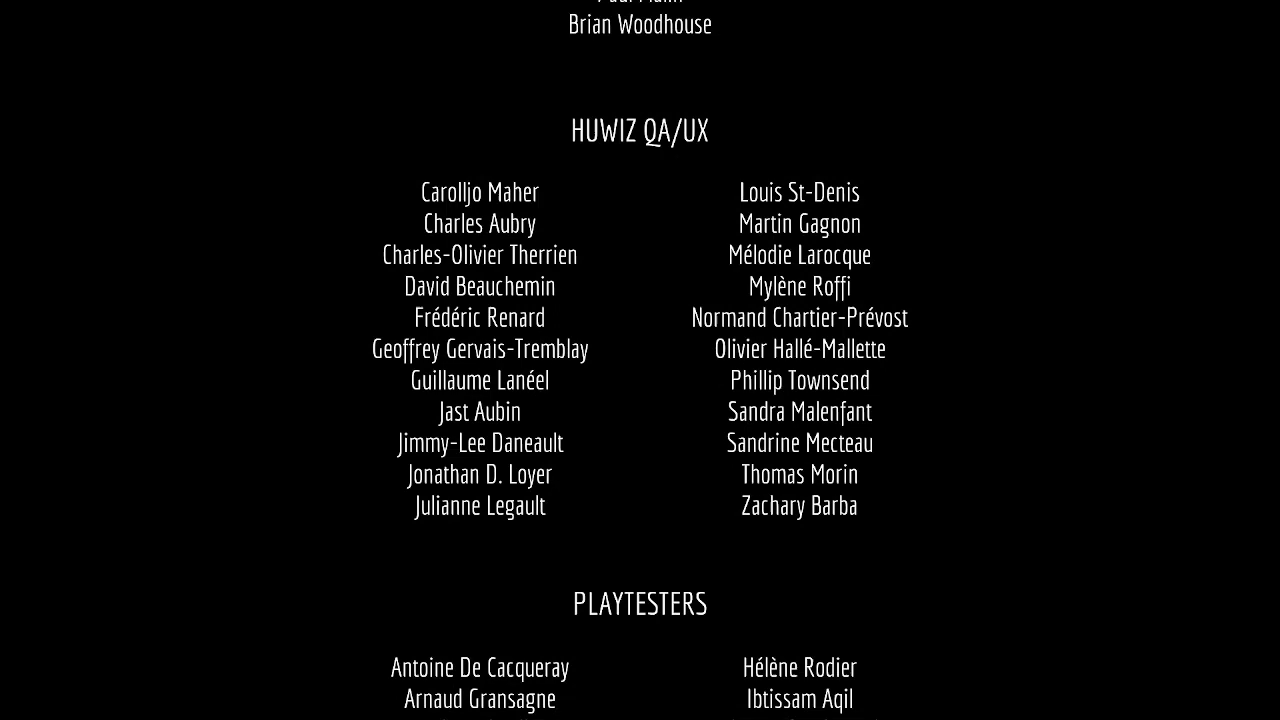 Brian Woodhouse
HUWIZ QA/UX
Carolljo Maher
Charles Aubry
Charles-Olivier Therrien
David Beauchemin
Frédéric Renard
Geoffrey Gervais-Tremblay
Guillaume Lanéel
Jast Aubin
Jimmy-Lee Daneault
Jonathan D. Loyer
Julianne Legault
Louis St-Denis
Martin Gagnon
Mélodie Larocque
Mylène Roffi
Normand Chartier-Prévost
Olivier Hallé-Mallette
Phillip Townsend
Sandra Malenfant
Sandrine Mecteau
Thomas Morin
Zachary Barba
PLAYTESTERS
Antoine De Cacqueray
Arnaud Gransagne
Hélène Rodier
Ibtissam Aqil